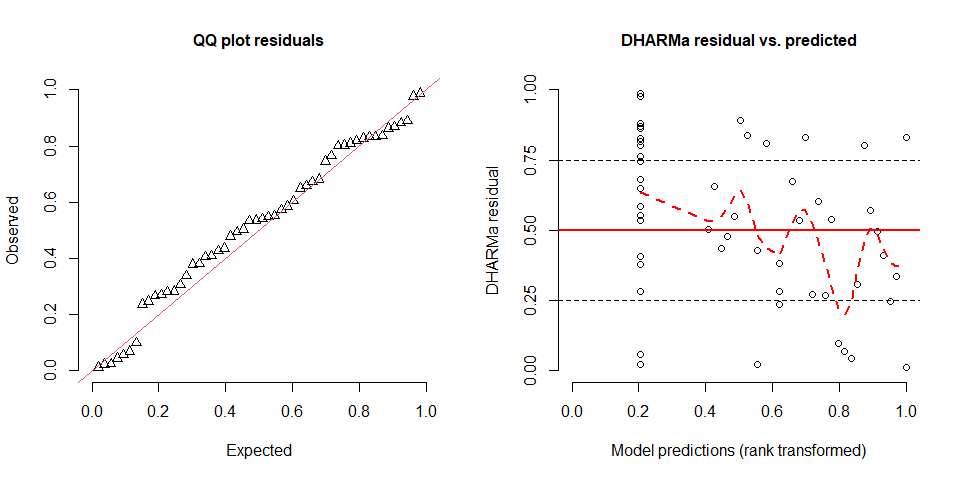 QQ plot residuals
Observed
0.0 0.2 0.4 0.6 0.8 1.0
0.0 0.2 0.4 0.6 0.8 1.0
Expected
DHARMa residual vs. predicted
DHARMa residual
0.00 0.25 0.50 0.75 1.00
0.0 0.2 0.4 0.6 0.8 1.0
Model predictions (rank transformed)